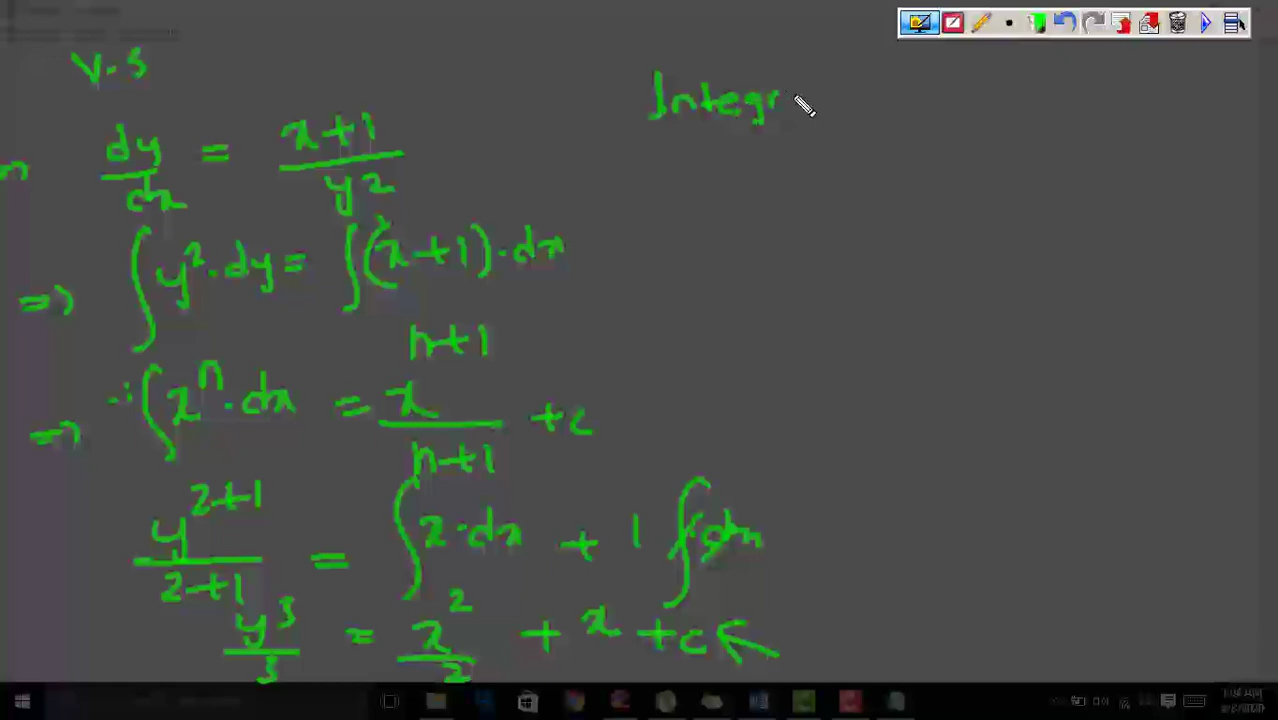 V.S
Integr
n dy/dx = x+1/y2
=> ∫ y².dy = ∫(x+1).dx
=> ∵ ∫ xⁿ.dx = xⁿ⁺¹/n+1 + c
y²⁺¹/2+1 = ∫ x.dx + 1 ∫ dx
y³/3 = x²/2 + x + c ←